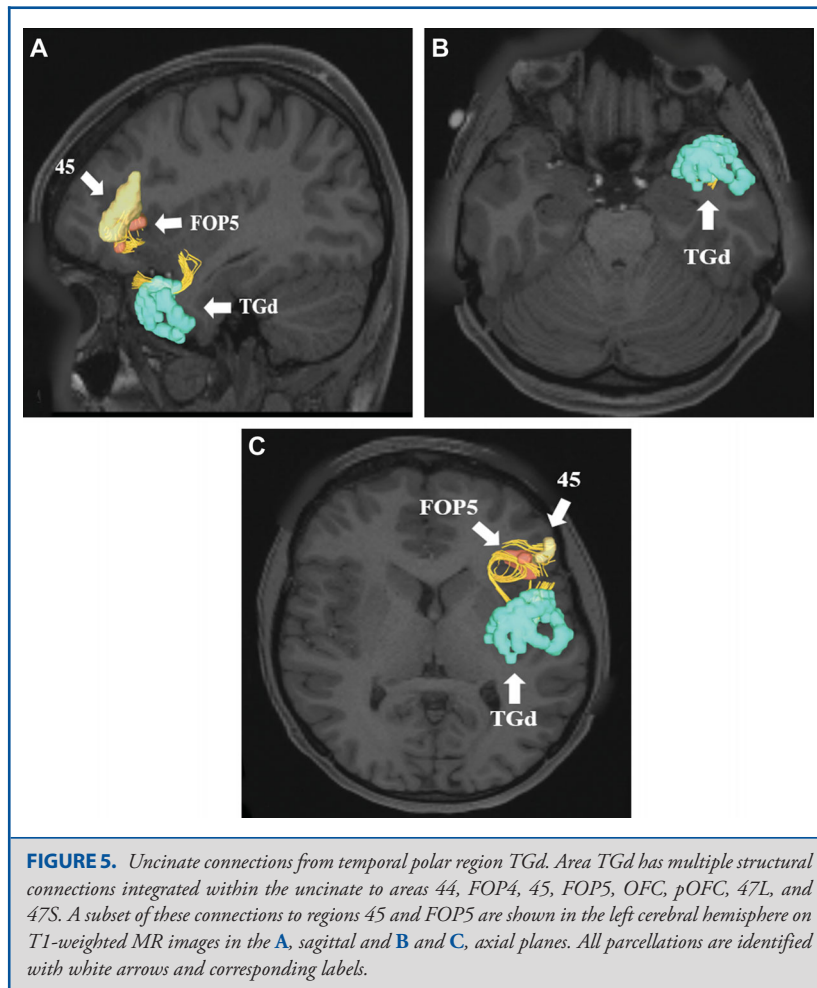 A
45
FOP5
TGd
B
TGd
C
45
FOP5
TGd
FIGURE 5. Uncinate connections from temporal polar region TGd. Area TGd has multiple structural
connections integrated within the uncinate to areas 44, FOP4, 45, FOP5, OFC, pOFC, 47L, and
47S. A subset of these connections to regions 45 and FOP5 are shown in the left cerebral hemisphere on
T1-weighted MR images in the A, sagittal and B and C, axial planes. All parcellations are identified
with white arrows and corresponding labels.